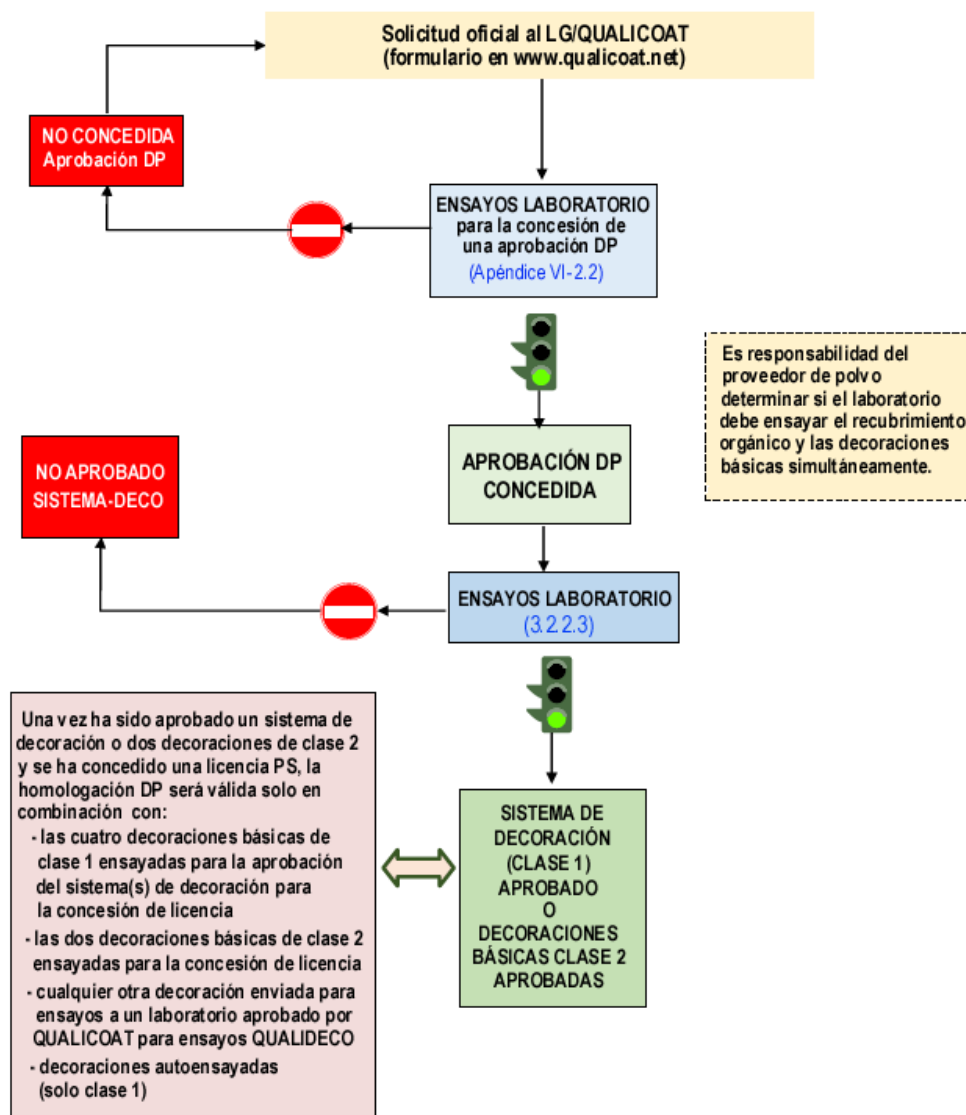 Solicitud oficial al LG/QUALICOAT
(formulario en www.qualicoat.net)
NO CONCEDIDA
Aprobación DP
ENSAYOS LABORATORIO
para la concesión de
una aprobación DP
(Apéndice VI-2.2)
Es responsabilidad del
proveedor de polvo
determinar si el laboratorio
debe ensayar el recubrimiento
orgánico y las decoraciones
básicas simultáneamente.
APROBACIÓN DP
CONCEDIDA
NO APROBADO
SISTEMA-DECO
ENSAYOS LABORATORIO
(3.2.2.3)
Una vez ha sido aprobado un sistema de
decoración o dos decoraciones de clase 2
y se ha concedido una licencia PS, la
homologación DP será válida solo en
combinación con:
- las cuatro decoraciones básicas de
clase 1 ensayadas para la aprobación
del sistema(s) de decoración para
la concesión de licencia
- las dos decoraciones básicas de clase 2
ensayadas para la concesión de licencia
- cualquier otra decoración enviada para
ensayos a un laboratorio aprobado por
QUALICOAT para ensayos QUALIDECO
- decoraciones autoensayadas
(solo clase 1)
SISTEMA DE
DECORACIÓN
(CLASE 1)
APROBADO
O
DECORACIONES
BÁSICAS CLASE 2
APROBADAS